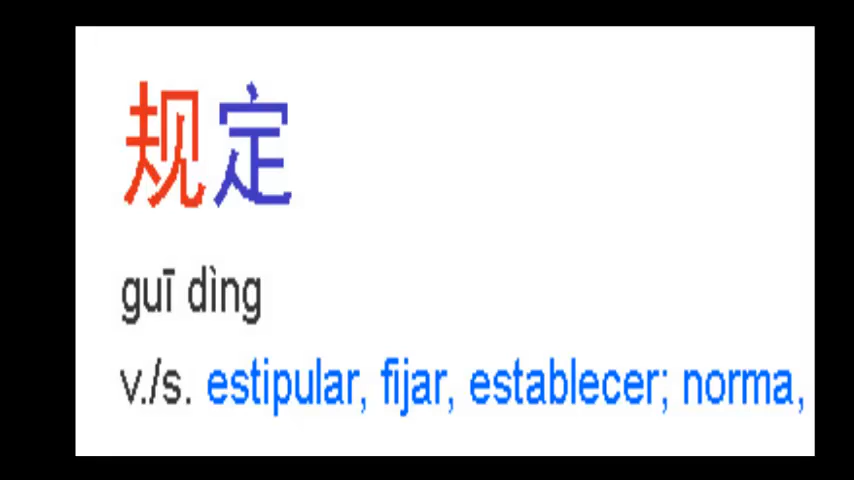 规定
guī dìng
v./s. estipular, fijar, establecer; norma,